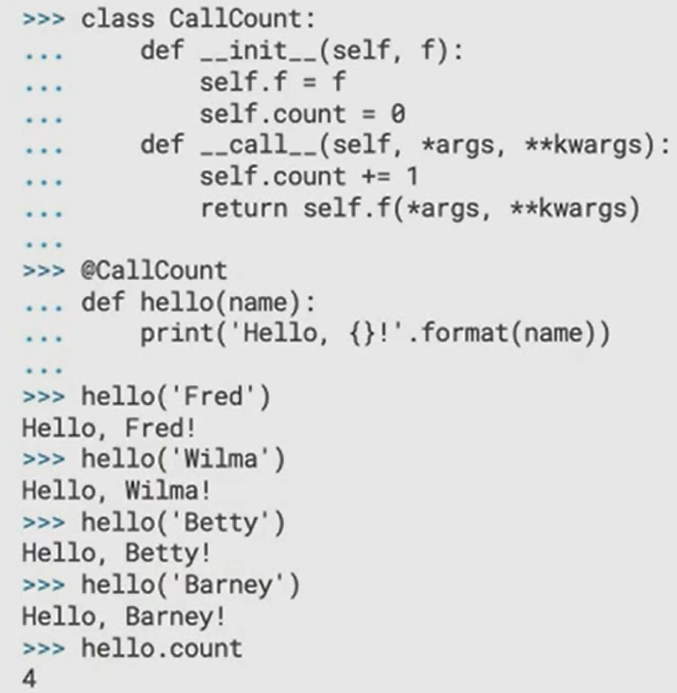 >>> class CallCount:
...     def __init__(self, f):
...         self.f = f
...         self.count = 0
...     def __call__(self, *args, **kwargs):
...         self.count += 1
...         return self.f(*args, **kwargs)
...
>>> @CallCount
... def hello(name):
...     print('Hello, {}!'.format(name))
...
>>> hello('Fred')
Hello, Fred!
>>> hello('Wilma')
Hello, Wilma!
>>> hello('Betty')
Hello, Betty!
>>> hello('Barney')
Hello, Barney!
>>> hello.count
4